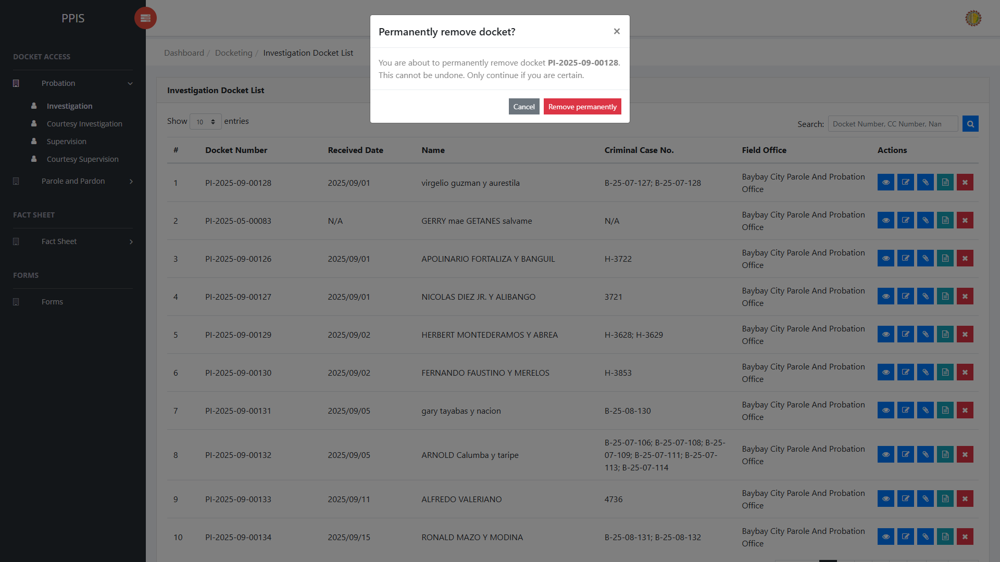 PPIS
DOCKET ACCESS
Probation
Investigation
Courtesy Investigation
Supervision
Courtesy Supervision
Parole and Pardon
FACT SHEET
Fact Sheet
FORMS
Forms
Permanently remove docket?
×
You are about to permanently remove docket PI-2025-09-00128.
This cannot be undone. Only continue if you are certain.
Cancel Remove permanently
Dashboard / Docketing / Investigation Docket List
Investigation Docket List
Show 10 entries
Search: Docket Number, CC Number, Nan
# Docket Number Received Date Name Criminal Case No. Field Office Actions
1 PI-2025-09-00128 2025/09/01 virgelio guzman y aurestila B-25-07-127; B-25-07-128 Baybay City Parole And Probation
Office
2 PI-2025-05-00083 N/A GERRY mae GETANES salvame N/A Baybay City Parole And Probation
Office
3 PI-2025-09-00126 2025/09/01 APOLINARIO FORTALIZA Y BANGUIL H-3722 Baybay City Parole And Probation
Office
4 PI-2025-09-00127 2025/09/01 NICOLAS DIEZ JR. Y ALIBANGO 3721 Baybay City Parole And Probation
Office
5 PI-2025-09-00129 2025/09/02 HERBERT MONTEDERAMOS Y ABREA H-3628; H-3629 Baybay City Parole And Probation
Office
6 PI-2025-09-00130 2025/09/02 FERNANDO FAUSTINO Y MERELOS H-3853 Baybay City Parole And Probation
Office
7 PI-2025-09-00131 2025/09/05 gary tayabas y nacion B-25-08-130 Baybay City Parole And Probation
Office
8 PI-2025-09-00132 2025/09/05 ARNOLD Calumba y taripe B-25-07-106; B-25-07-108; B-25-
07-109; B-25-07-111; B-25-07-
113; B-25-07-114 Baybay City Parole And Probation
Office
9 PI-2025-09-00133 2025/09/11 ALFREDO VALERIANO 4736 Baybay City Parole And Probation
Office
10 PI-2025-09-00134 2025/09/15 RONALD MAZO Y MODINA B-25-08-131; B-25-08-132 Baybay City Parole And Probation
Office